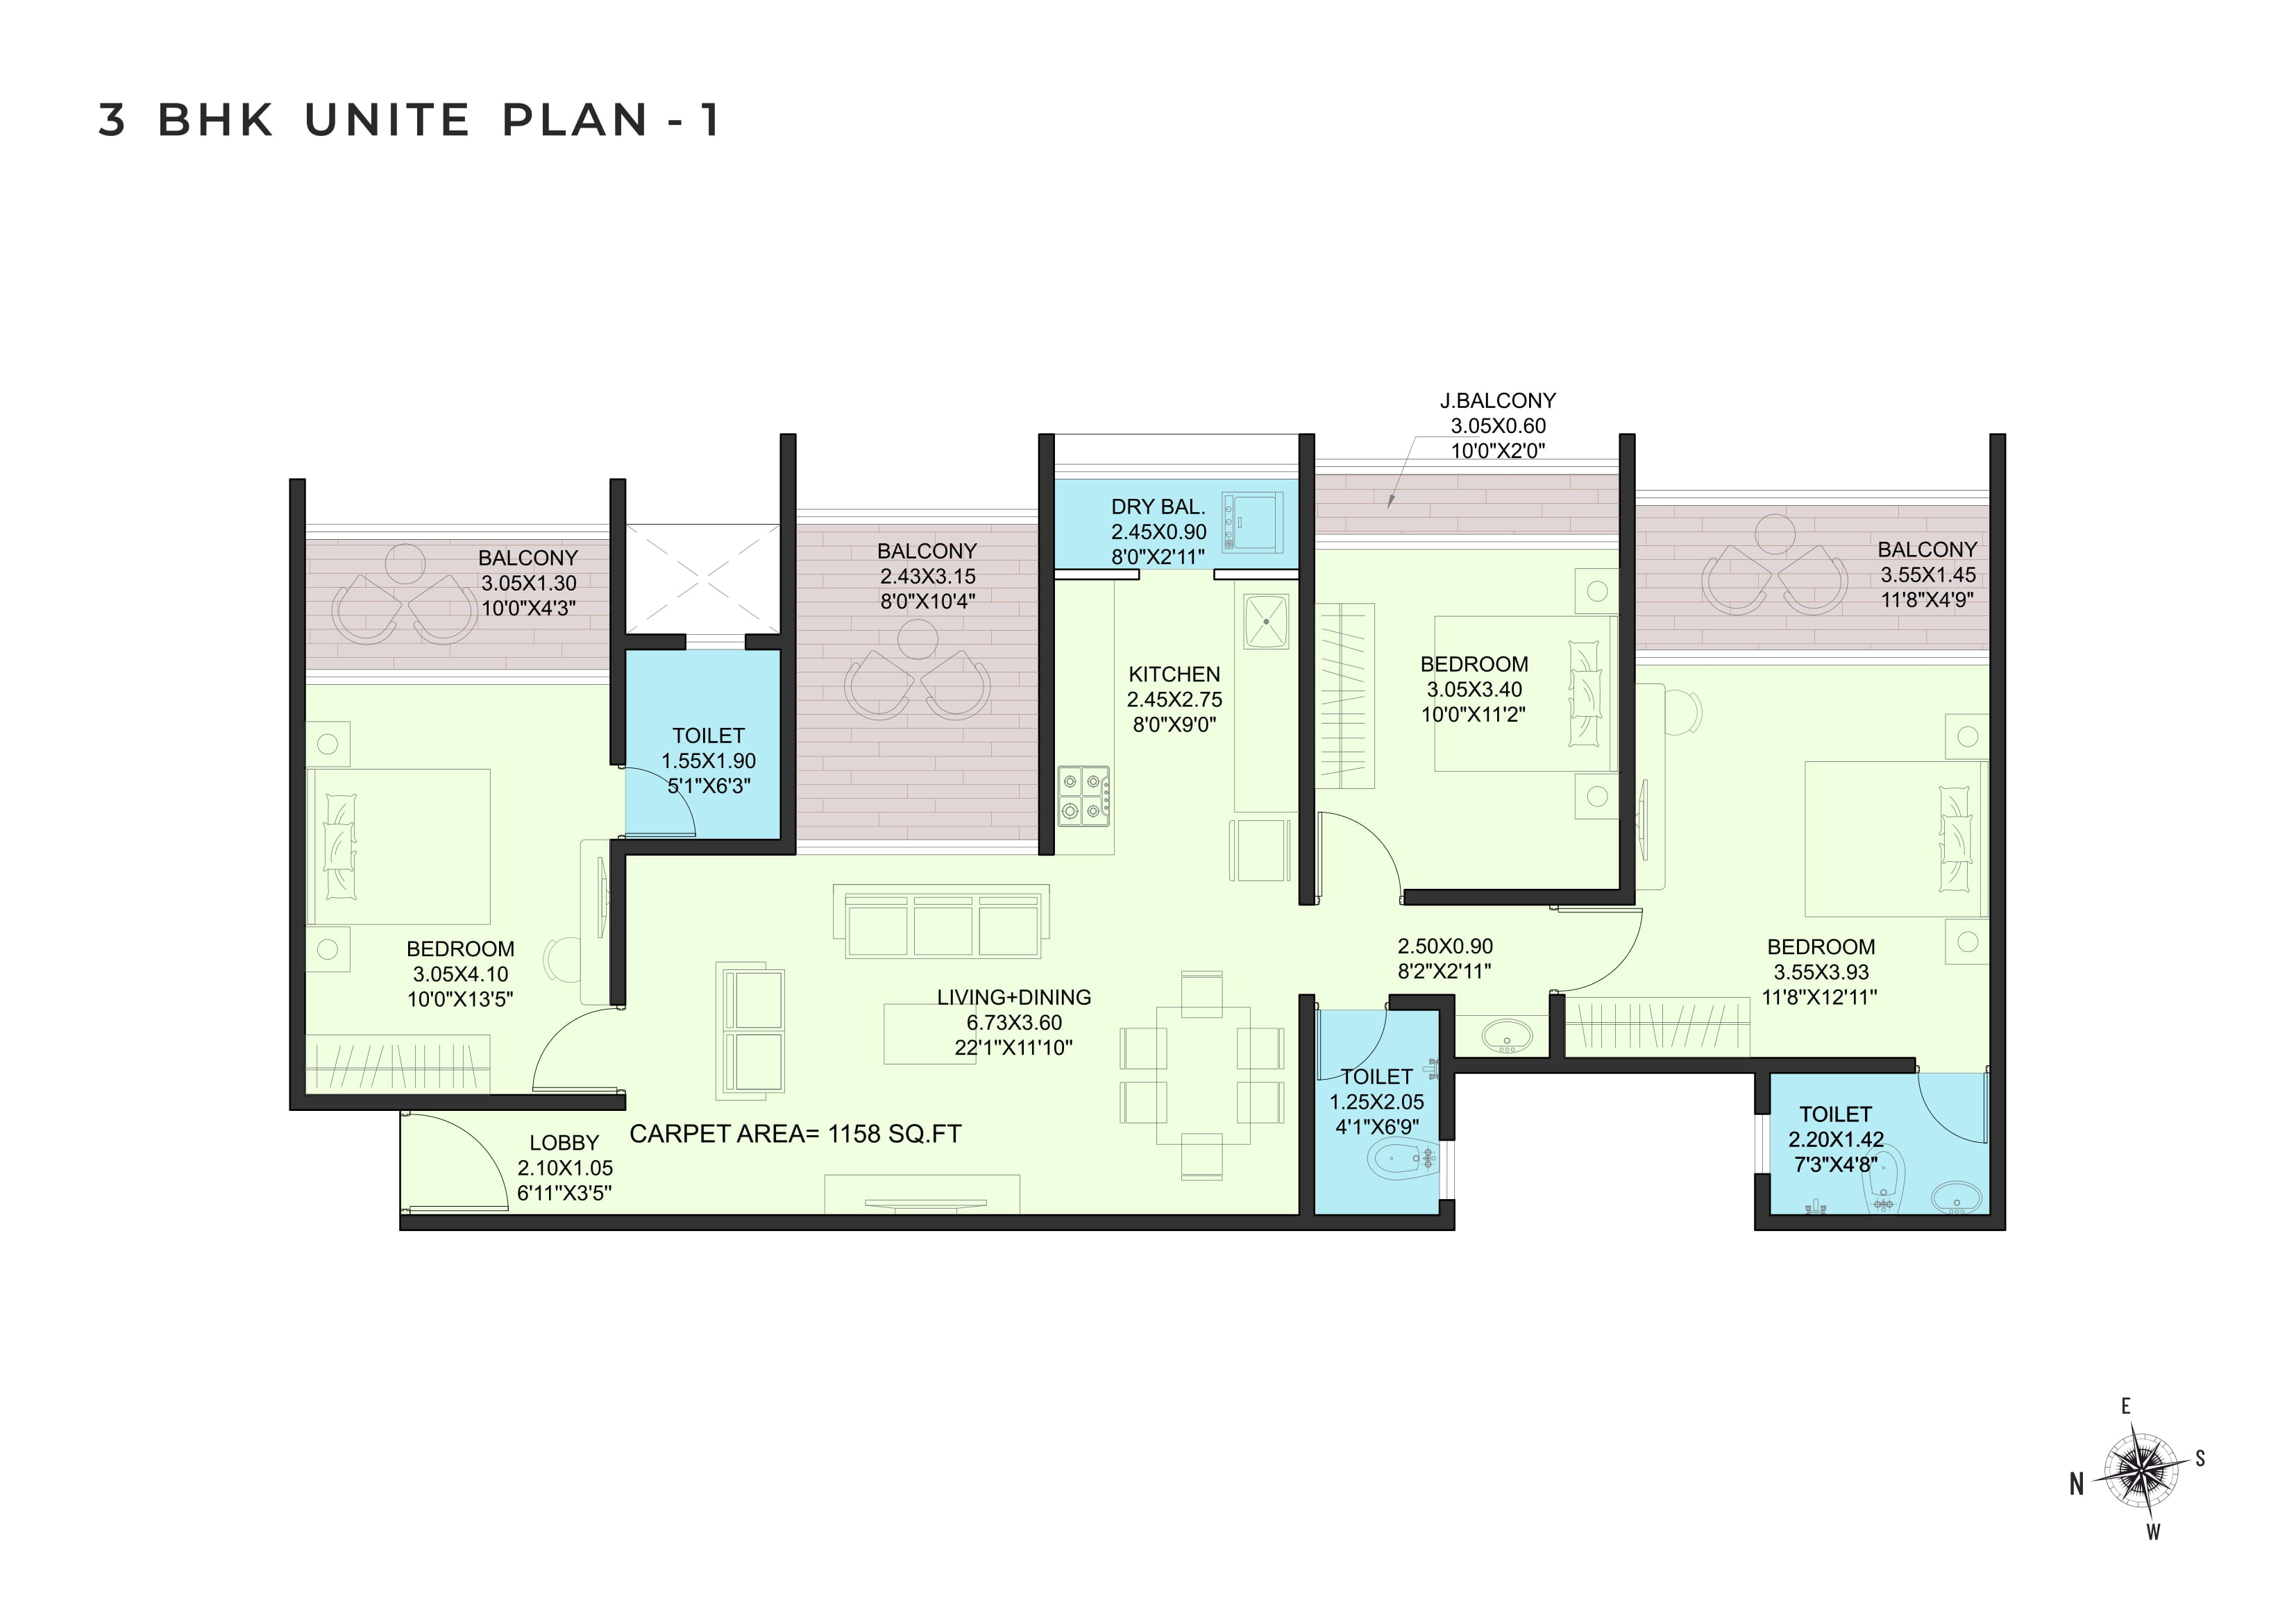 3 BHK UNITE PLAN - 1
J.BALCONY
3.05X0.60
10'0"X2'0"
DRY BAL.
2.45X0.90
8'0"X2'11"
BALCONY
3.05X1.30
10'0"X4'3"
BALCONY
2.43X3.15
8'0"X10'4"
BALCONY
3.55X1.45
11'8"X4'9"
KITCHEN
2.45X2.75
8'0"X9'0"
BEDROOM
3.05X3.40
10'0"X11'2"
TOILET
1.55X1.90
5'1"X6'3"
BEDROOM
3.05X4.10
10'0"X13'5"
2.50X0.90
8'2"X2'11"
BEDROOM
3.55X3.93
11'8"X12'11"
LIVING+DINING
6.73X3.60
22'1"X11'10"
TOILET
1.25X2.05
4'1"X6'9"
TOILET
2.20X1.42
7'3"X4'8"
CARPET AREA= 1158 SQ.FT
LOBBY
2.10X1.05
6'11"X3'5"
E
S
N
W